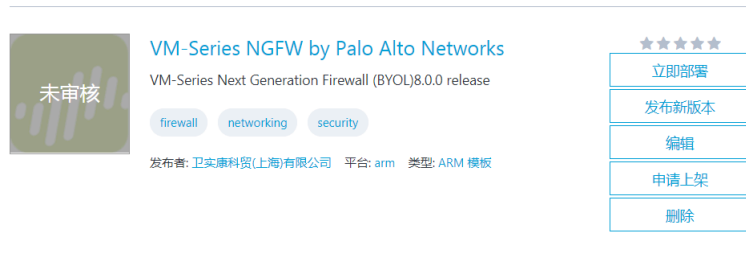 未审核
VM-Series NGFW by Palo Alto Networks
VM-Series Next Generation Firewall (BYOL)8.0.0 release
firewall networking security
发布者: 卫实康科贸(上海)有限公司 平台: arm 类型: ARM 模板
立即部署
发布新版本
编辑
申请上架
删除